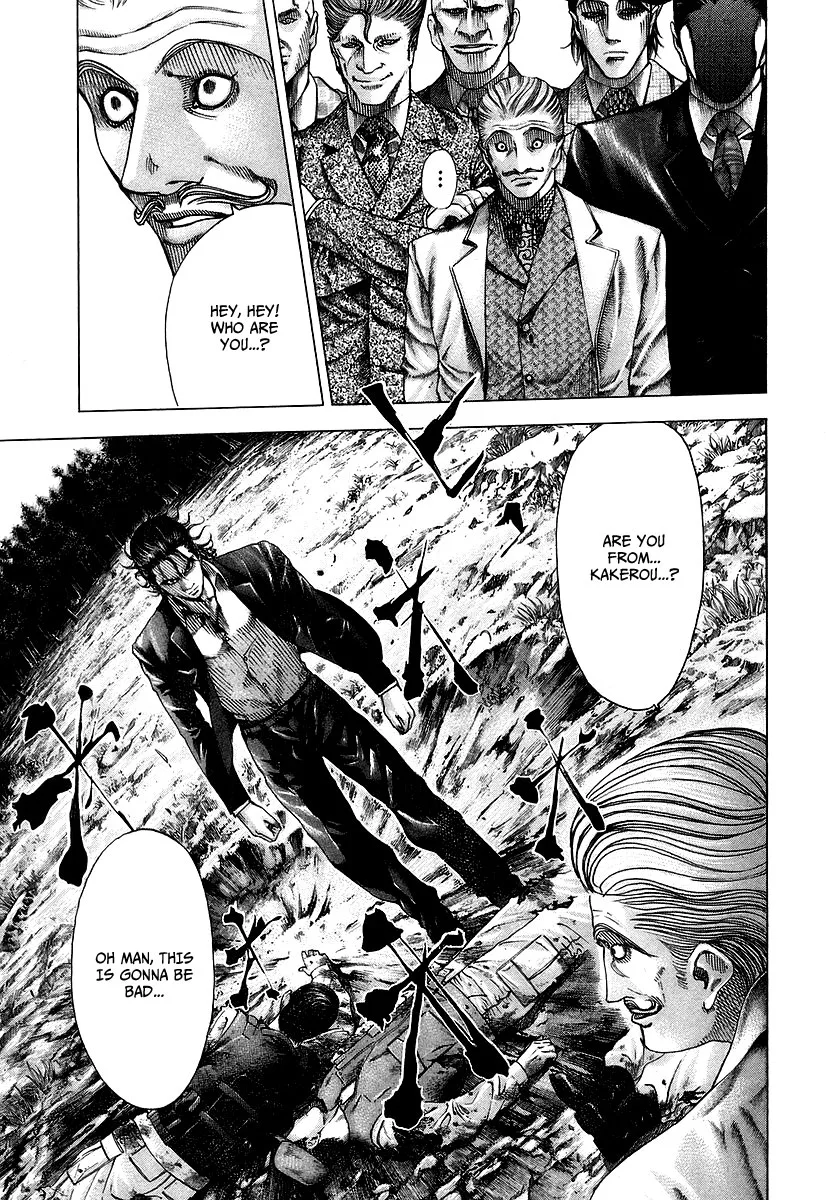 ⋮
HEY, HEY!
WHO ARE
YOU...?
ARE YOU
FROM...
KAKEROU...?
OH MAN, THIS
IS GONNA BE
BAD...